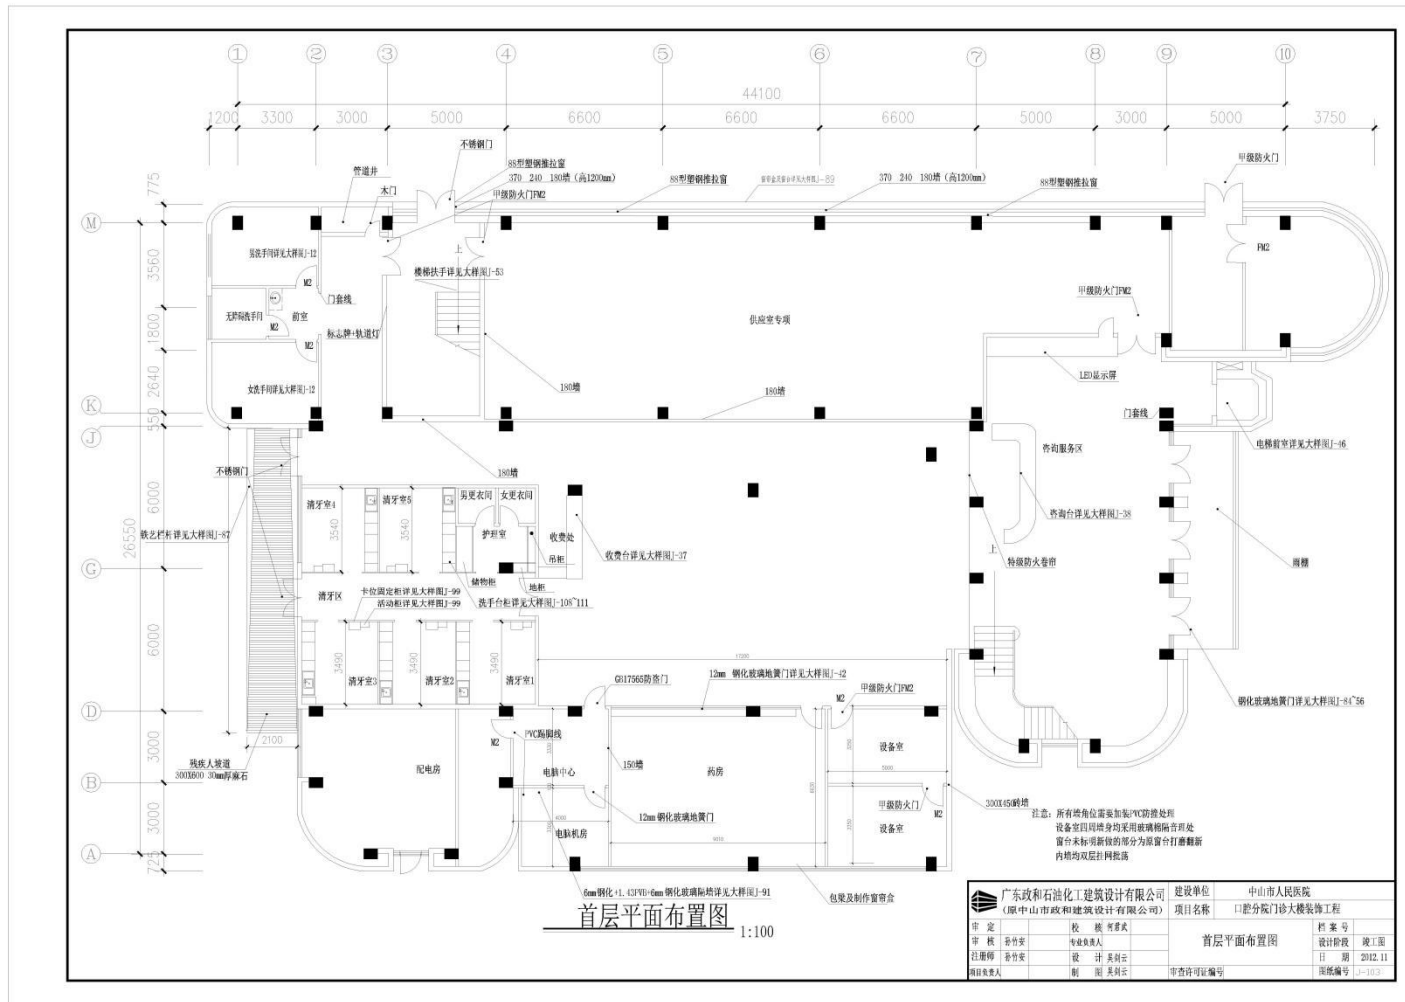 ① ② ③ ④ ⑤ ⑥ ⑦ ⑧ ⑨ ⑩
44100
1200 3300 3000 5000 6600 6600 6600 5000 3000 5000 3750
不锈钢门
甲级防火门
管道井
88型塑钢推拉窗
木门
370 240 180墙（高1200mm）
88型塑钢推拉窗
370 240 180墙（高1200mm）
88型塑钢推拉窗
甲级防火门FM2
775
Ⓜ
男洗手间详见大样图J-12
上
FM2
3560
M2
楼梯扶手详见大样图J-53
门套线
甲级防火门FM2
无障碍洗手间
前室
供应室专项
1800
M2
标志牌+轨道灯
M2
2640
LED显示屏
女洗手间详见大样图J-12
180墙
180墙
Ⓚ
门套线
550
Ⓙ
咨询服务区
电梯前室详见大样图J-46
不锈钢门
180墙
清牙室4
清牙室5
男更衣间 女更衣间
6000
3540
3540
咨询台详见大样图J-38
铁艺栏杆详见大样图J-87
收费处
护理室
26550
上
吊柜
收费台详见大样图J-37
特级防火卷帘
雨棚
Ⓖ
储物柜
地柜
清牙区
卡位固定柜详见大样图J-99
活动柜详见大样图J-99
洗手台柜详见大样图J-108~111
6000
3490
3490
3490
12mm 钢化玻璃地簧门详见大样图J-42
清牙室3
清牙室2
清牙室1
G817565防盗门
甲级防火门FM2
M2
钢化玻璃地簧门详见大样图J-84~56
Ⓓ
PVC踢脚线
M2
2100
设备室
3000
残疾人坡道
300X600 30mm厚麻石
配电房
电脑中心
150墙
药房
Ⓑ
甲级防火门
300X450砖墙
M2
注意：所有墙角位需要加装PVC防撞处理
3000
电脑机房
12mm 钢化玻璃地簧门
设备室
设备室四周墙身均采用玻璃棉隔音理处
窗台未标明新做的部分为原窗台打磨翻新
Ⓐ
内墙均双层挂网批荡
725
6mm钢化+1.43PVB+6mm 钢化玻璃隔墙详见大样图J-91
包梁及制作窗帘盒
首层平面布置图 1:100
广东政和石油化工建筑设计有限公司
（原中山市政和建筑设计有限公司）
建设单位 中山市人民医院
项目名称 口腔分院门诊大楼装饰工程
审 定 校 核 何君武 首层平面布置图 档 案 号
审 核 孙竹安 专业负责人 设计阶段 竣工图
注册师 孙竹安 设 计 吴剑云 日 期 2012.11
项目负责人 制 图 吴剑云 审查许可证编号 图纸编号 J-103